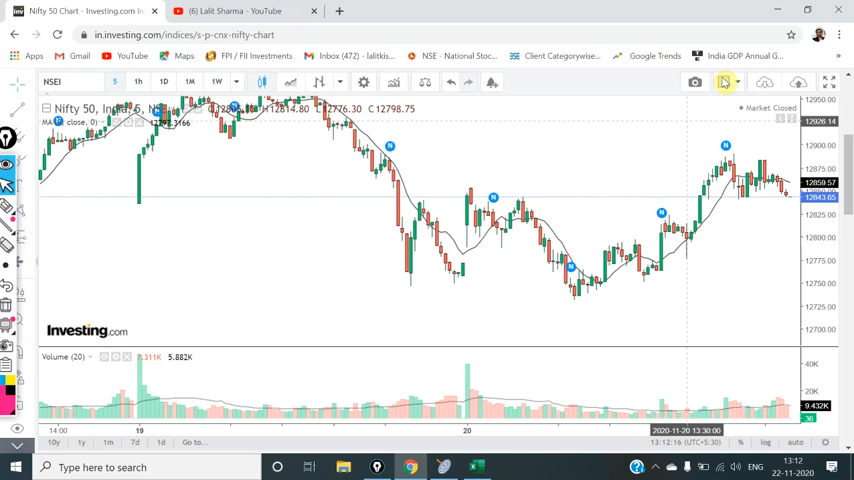 Nifty 50 Chart - Investing.com
(6) Lalit Sharma - YouTube
in.investing.com/indices/s-p-cnx-nifty-chart
Apps
Gmail
YouTube
Maps
FPI / FII Investments
Inbox (472) - lalitkis...
NSE - National Stoc...
Client Categorywise...
Google Trends
India GDP Annual G...
NSEI
5
1h
1D
1M
1W
Nifty 50, India, 5, NSE
L 12776.30 C 12798.75
Market Closed
12950.00
12926.14
12900.00
12875.00
12859.57
12843.65
12825.00
12800.00
12775.00
12750.00
12725.00
12700.00
Investing.com
Volume (20)
7.311K 5.882K
40K
20K
9.432K
14:00
19
20
2020-11-20 13:30:00
10y
1y
1m
7d
1d
Go to...
13:12:16 (UTC+5:30)
%
log
auto
Type here to search
ENG
13:12
22-11-2020